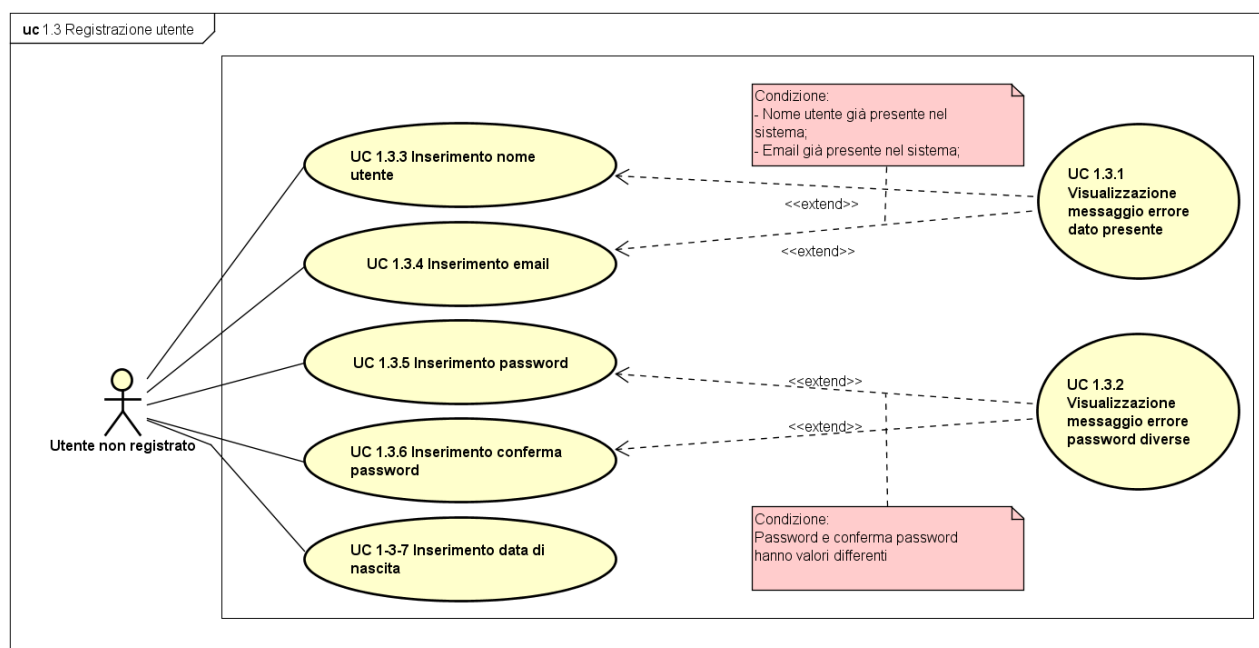 uc 1.3 Registrazione utente
Condizione:
- Nome utente già presente nel
sistema;
- Email già presente nel sistema;
UC 1.3.3 Inserimento nome
utente
UC 1.3.1
Visualizzazione
messaggio errore
dato presente
<<extend>>
UC 1.3.4 Inserimento email
<<extend>>
UC 1.3.5 Inserimento password
<<extend>>
UC 1.3.2
Visualizzazione
messaggio errore
password diverse
<<extend>>
Utente non registrato
UC 1.3.6 Inserimento conferma
password
Condizione:
Password e conferma password
hanno valori differenti
UC 1-3-7 Inserimento data di
nascita